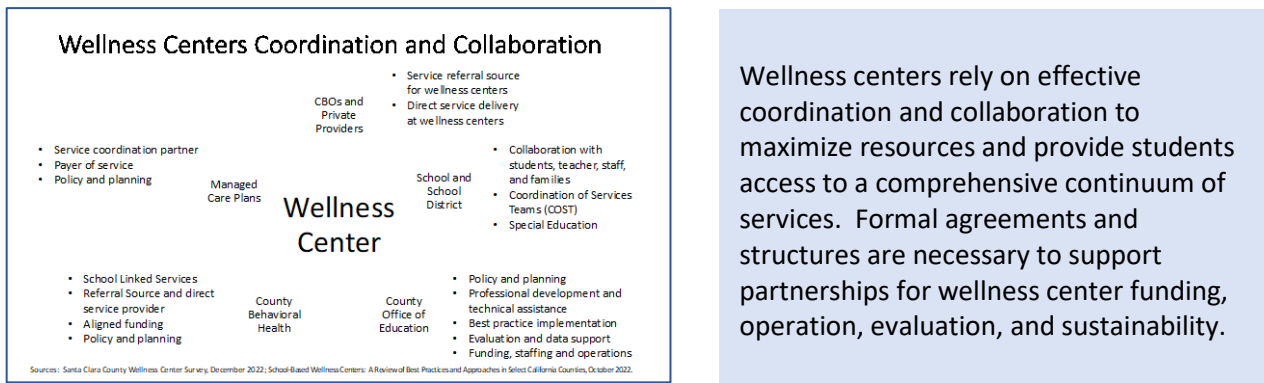 Wellness Centers Coordination and Collaboration
CBOs and
Private
Providers
• Service referral source
for wellness centers
• Direct service delivery
at wellness centers
• Service coordination partner
• Payer of service
• Policy and planning
Managed
Care Plans
Wellness
Center
School and
School
District
• Collaboration with
students, teacher, staff,
and families
• Coordination of Services
Teams (COST)
• Special Education
• School Linked Services
• Referral Source and direct
service provider
• Aligned funding
• Policy and planning
County
Behavioral
Health
County
Office of
Education
• Policy and planning
• Professional development and
technical assistance
• Best practice implementation
• Evaluation and data support
• Funding, staffing and operations
Sources: Santa Clara County Wellness Center Survey, December 2022; School-Based Wellness Centers: A Review of Best Practices and Approaches in Select California Counties, October 2022.
Wellness centers rely on effective
coordination and collaboration to
maximize resources and provide students
access to a comprehensive continuum of
services.  Formal agreements and
structures are necessary to support
partnerships for wellness center funding,
operation, evaluation, and sustainability.